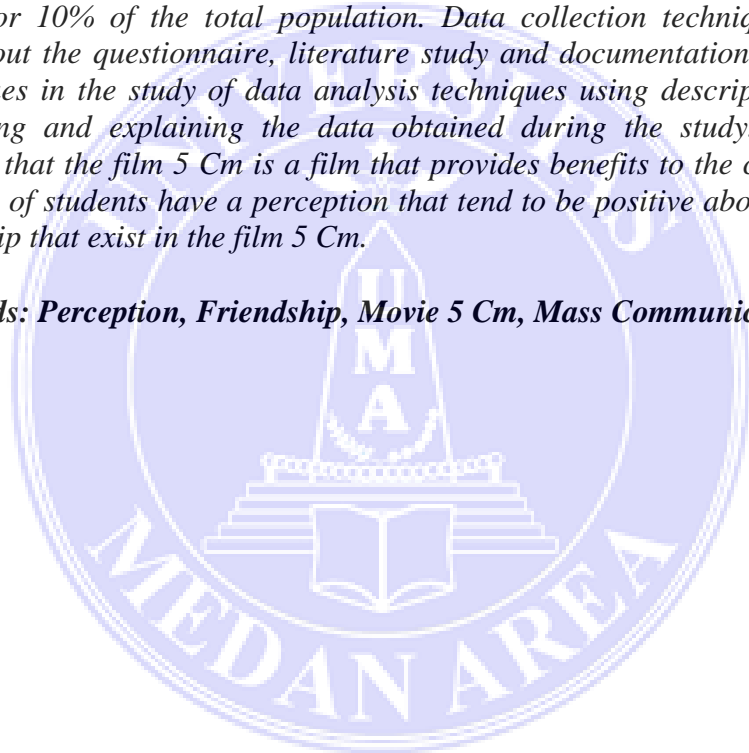 or 10% of the total population. Data collection techniq
out the questionnaire, literature study and documentation
ues in the study of data analysis techniques using descrip
ng and explaining the data obtained during the study.
that the film 5 Cm is a film that provides benefits to the c
of students have a perception that tend to be positive abo
ip that exist in the film 5 Cm.
ds: Perception, Friendship, Movie 5 Cm, Mass Communic
UNIVERSITAS
U
M
A
MEDAN AREA